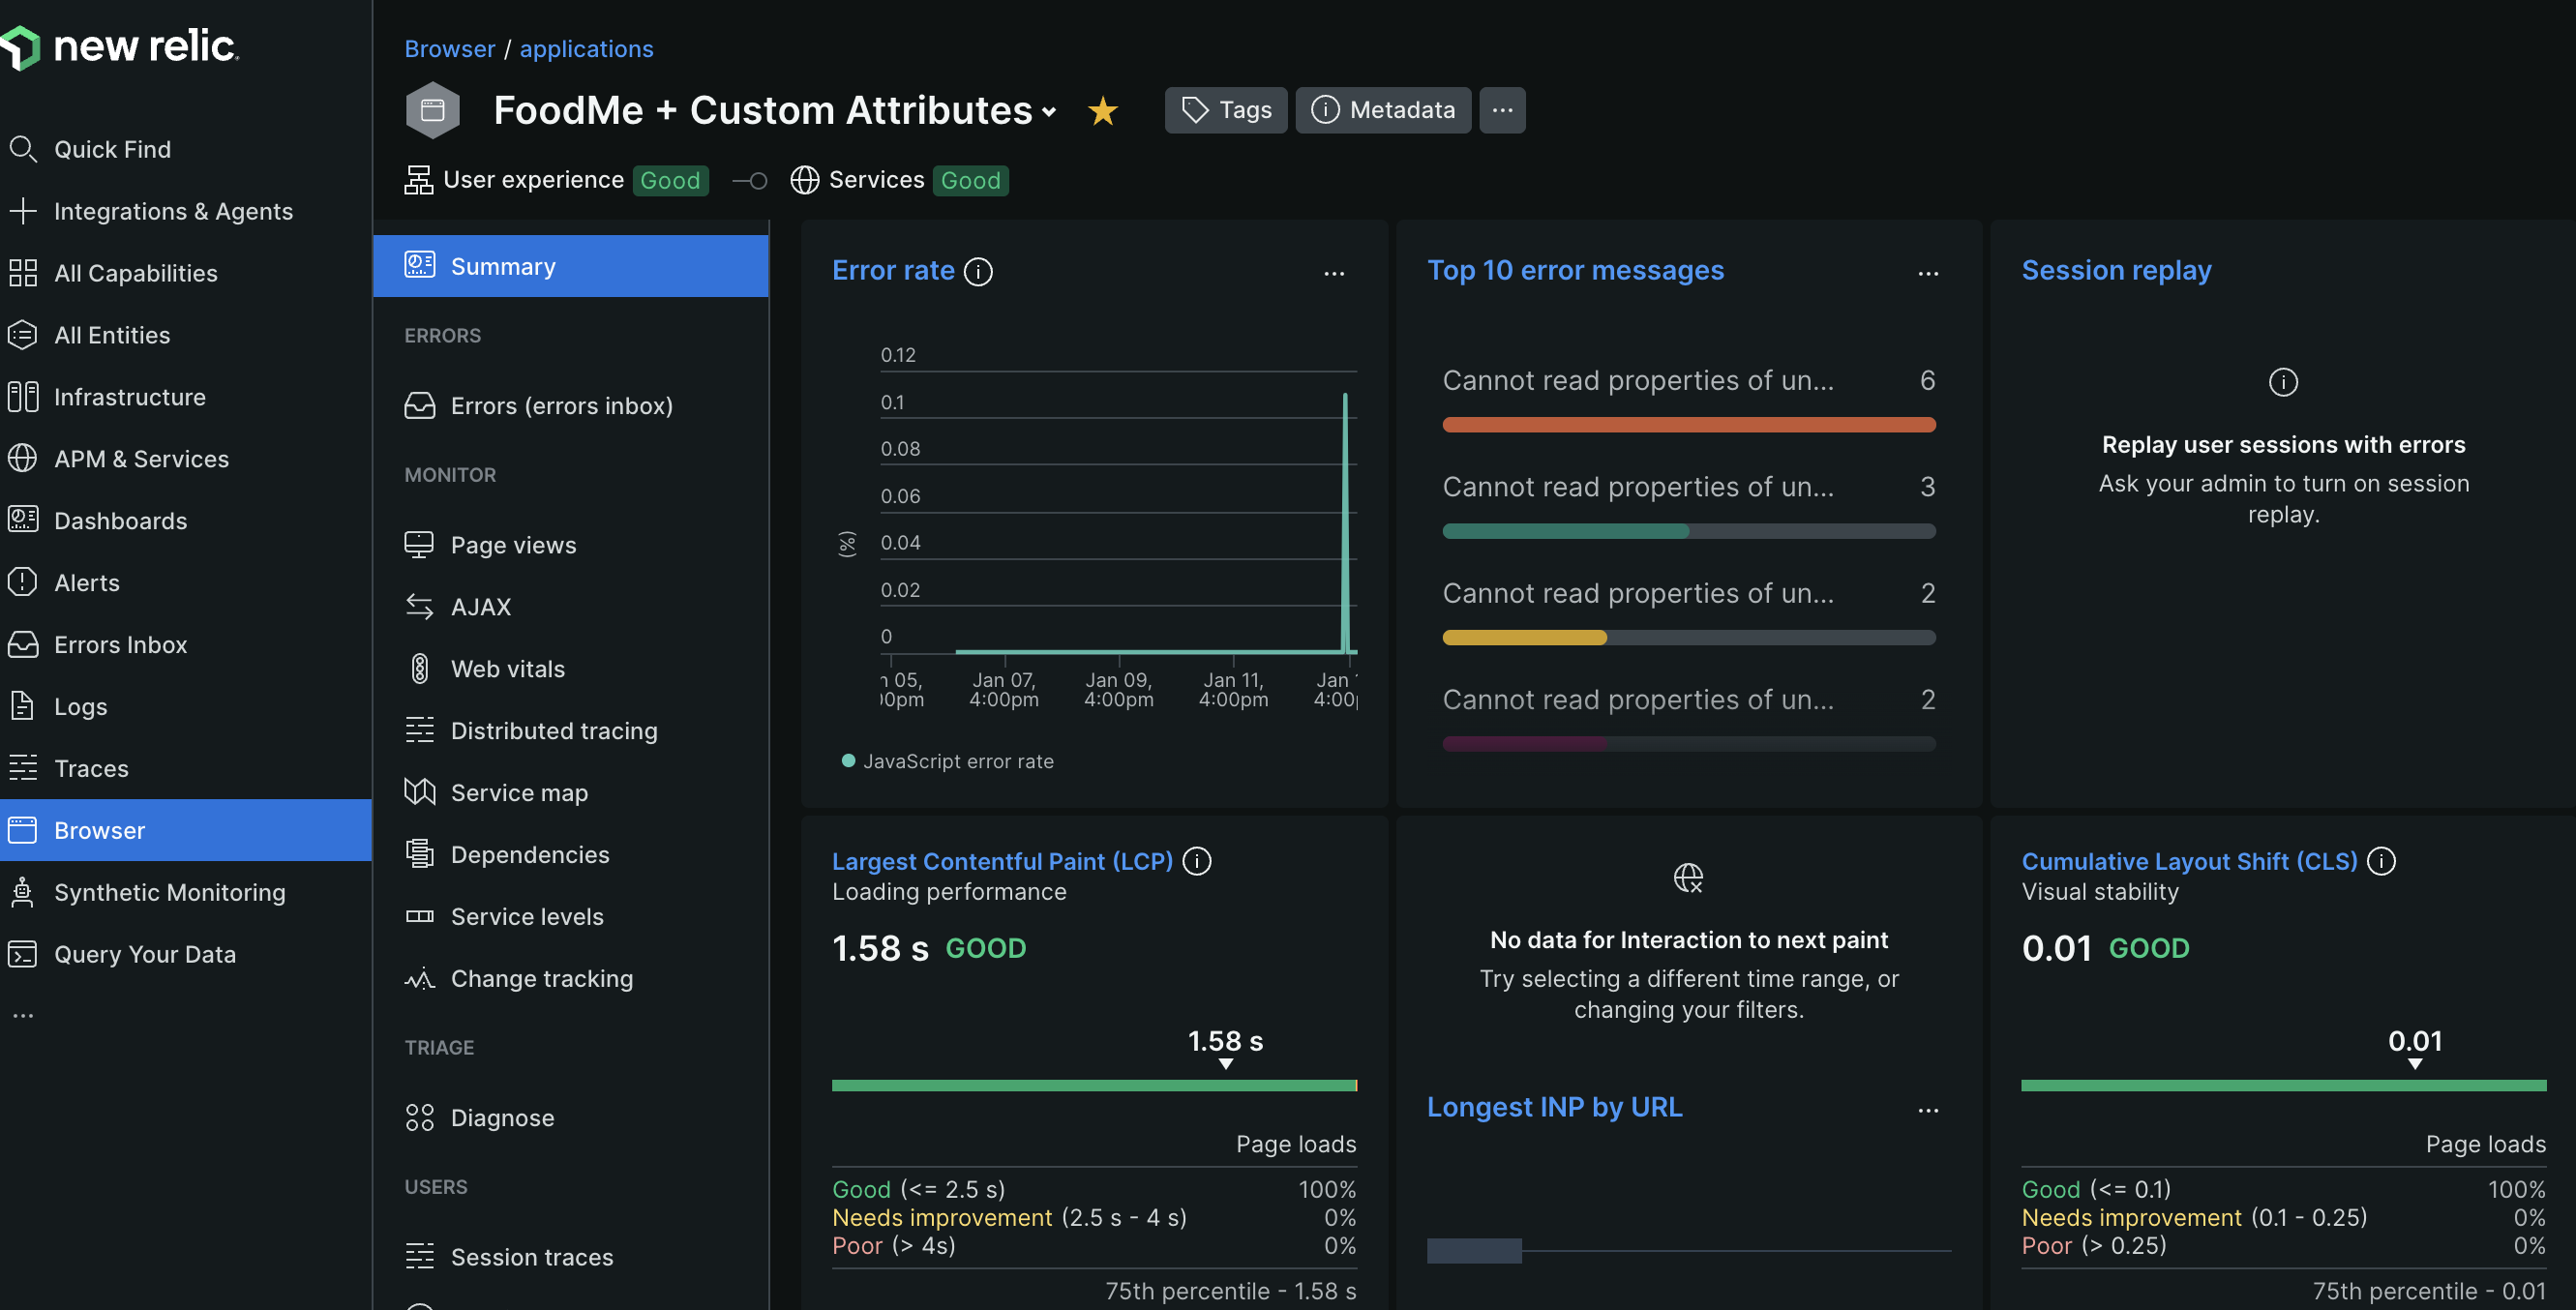 new relic
Quick Find
Integrations & Agents
All Capabilities
All Entities
Infrastructure
APM & Services
Dashboards
Alerts
Errors Inbox
Logs
Traces
Browser
Synthetic Monitoring
Query Your Data
...
Browser / applications
FoodMe + Custom Attributes
Tags
Metadata
...
User experience Good
Services Good
Summary
ERRORS
Errors (errors inbox)
MONITOR
Page views
AJAX
Web vitals
Distributed tracing
Service map
Dependencies
Service levels
Change tracking
TRIAGE
Diagnose
USERS
Session traces
Error rate
...
0.12
0.1
0.08
0.06
0.04
0.02
0
(%)
n 05,
00pm
Jan 07,
4:00pm
Jan 09,
4:00pm
Jan 11,
4:00pm
Jan 1
4:00p
JavaScript error rate
Top 10 error messages
...
Cannot read properties of un... 6
Cannot read properties of un... 3
Cannot read properties of un... 2
Cannot read properties of un... 2
Session replay
Replay user sessions with errors
Ask your admin to turn on session
replay.
Largest Contentful Paint (LCP)
Loading performance
1.58 s GOOD
1.58 s
Page loads
Good (<= 2.5 s) 100%
Needs improvement (2.5 s - 4 s) 0%
Poor (> 4s) 0%
75th percentile - 1.58 s
No data for Interaction to next paint
Try selecting a different time range, or
changing your filters.
Longest INP by URL
...
Cumulative Layout Shift (CLS)
Visual stability
0.01 GOOD
0.01
Page loads
Good (<= 0.1) 100%
Needs improvement (0.1 - 0.25) 0%
Poor (> 0.25) 0%
75th percentile - 0.01